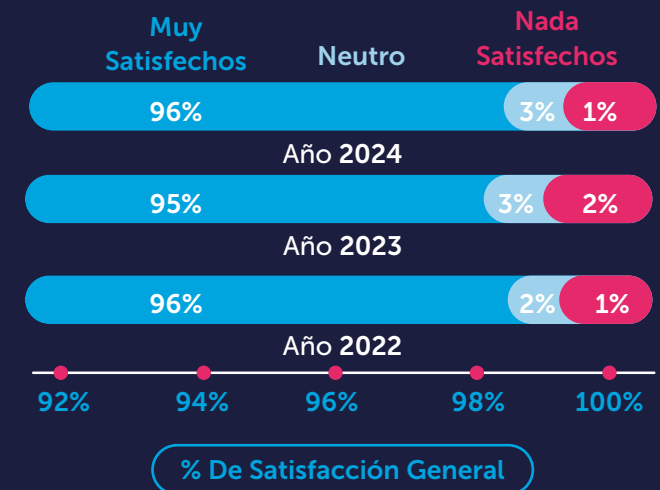 Muy
Satisfechos
Neutro
Nada
Satisfechos
96% 3% 1%
Año 2024
95% 3% 2%
Año 2023
96% 2% 1%
Año 2022
92% 94% 96% 98% 100%
% De Satisfacción General